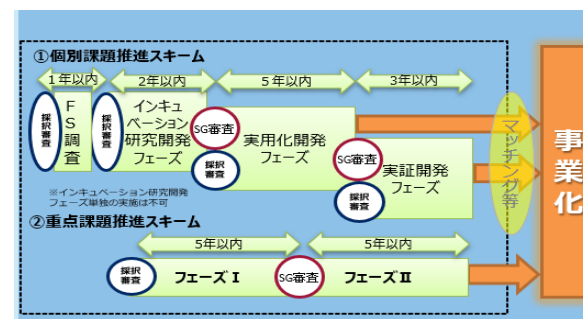 ①個別課題推進スキーム
1年以内
2年以内
5年以内
3年以内
採択
審査
FS調査
採択
審査
インキュ
ベーション
研究開発
フェーズ
SG審査
採択
審査
実用化開発
フェーズ
SG審査
採択
審査
実証開発
フェーズ
マッチング等
事業化
※インキュベーション研究開発
フェーズ単独の実施は不可
②重点課題推進スキーム
5年以内
5年以内
採択
審査
フェーズⅠ
SG審査
フェーズⅡ